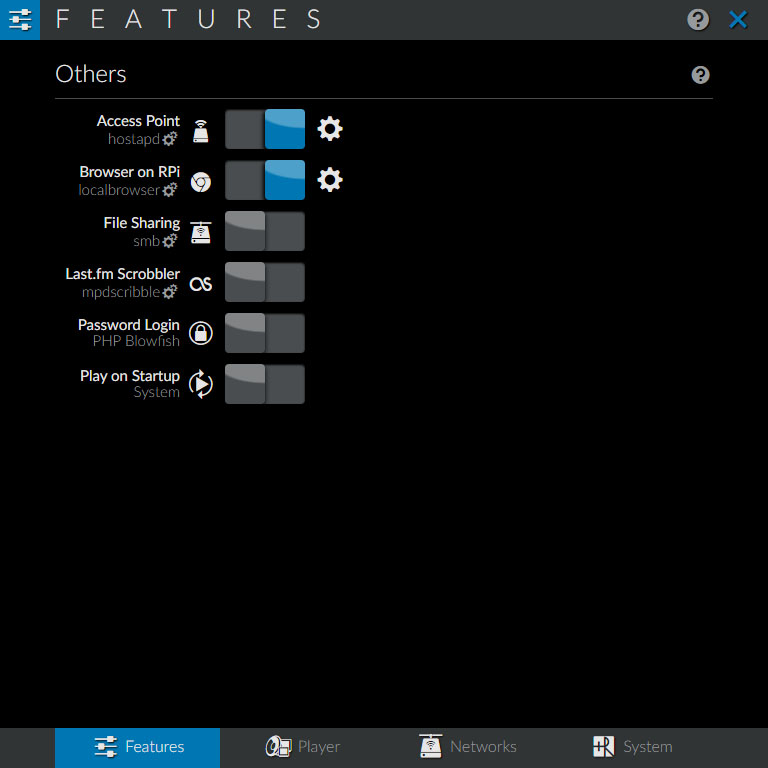 FEATURES
Others
Access Point
hostapd
Browser on RPi
localbrowser
File Sharing
smb
Last.fm Scrobbler
mpdscribble
Password Login
PHP Blowfish
Play on Startup
System
Features Player Networks System